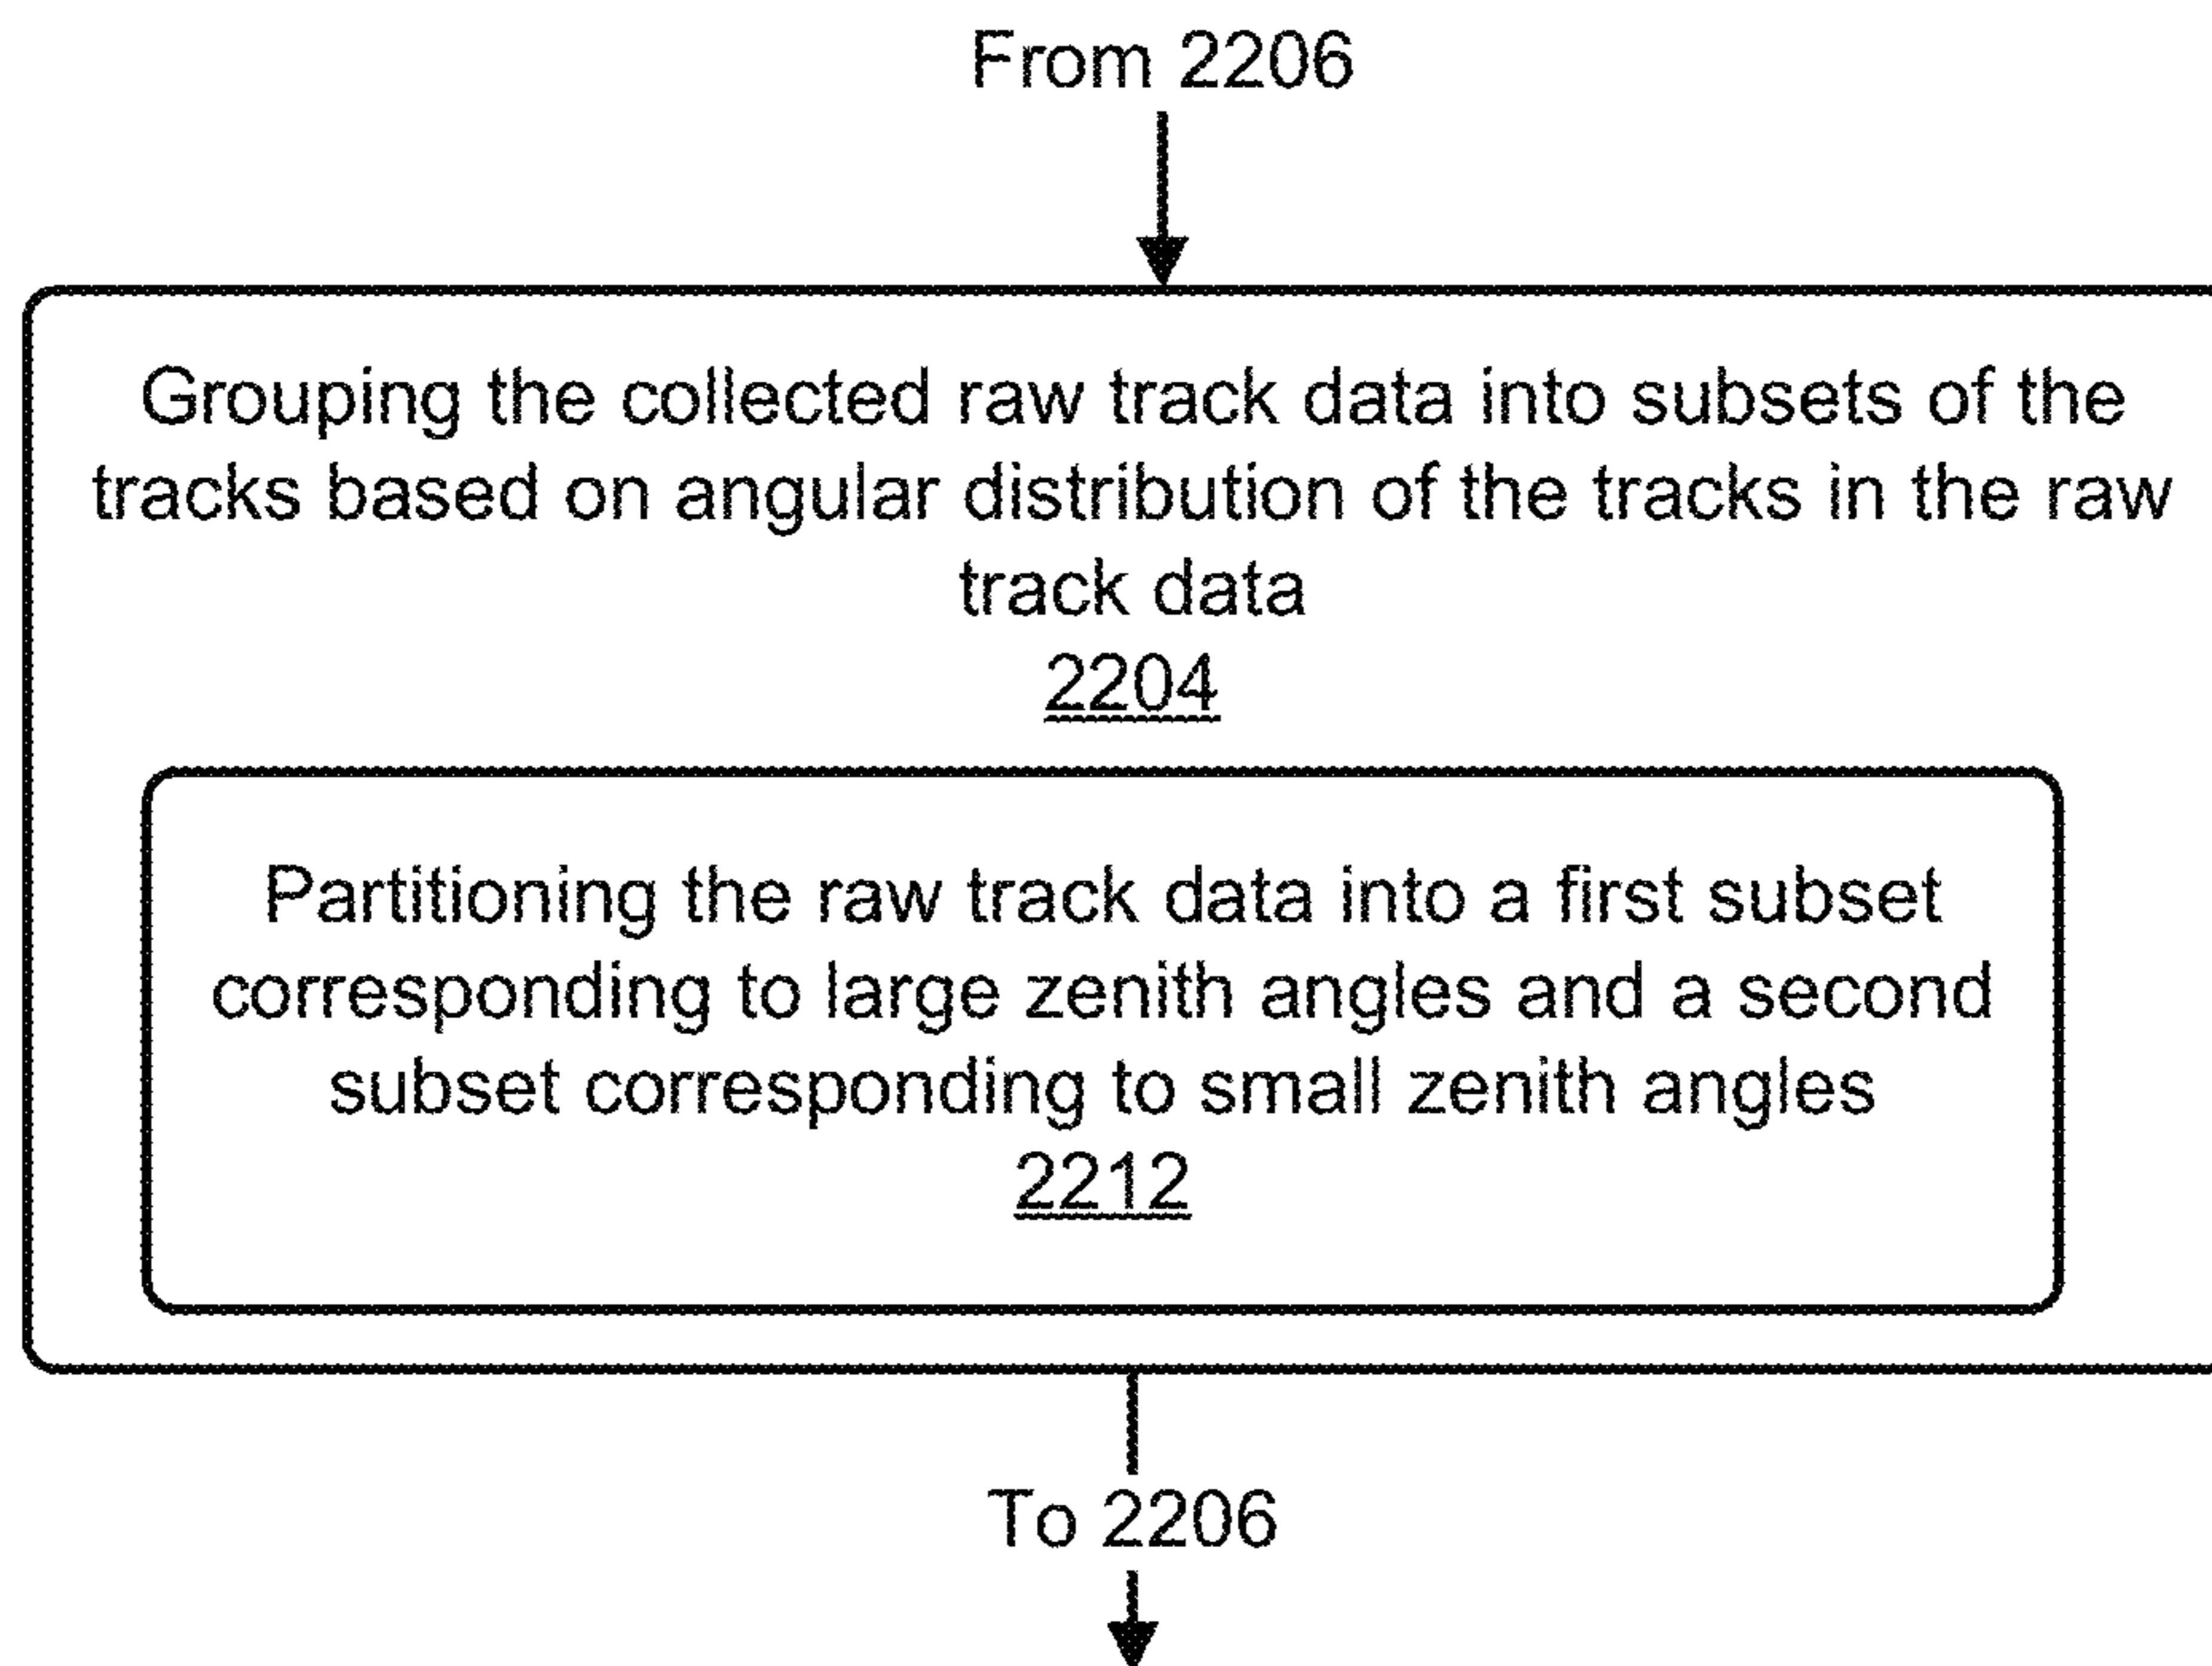 From 2206
Grouping the collected raw track data into subsets of the
tracks based on angular distribution of the tracks in the raw
track data
2204
Partitioning the raw track data into a first subset
corresponding to large zenith angles and a second
subset corresponding to small zenith angles
2212
To 2206